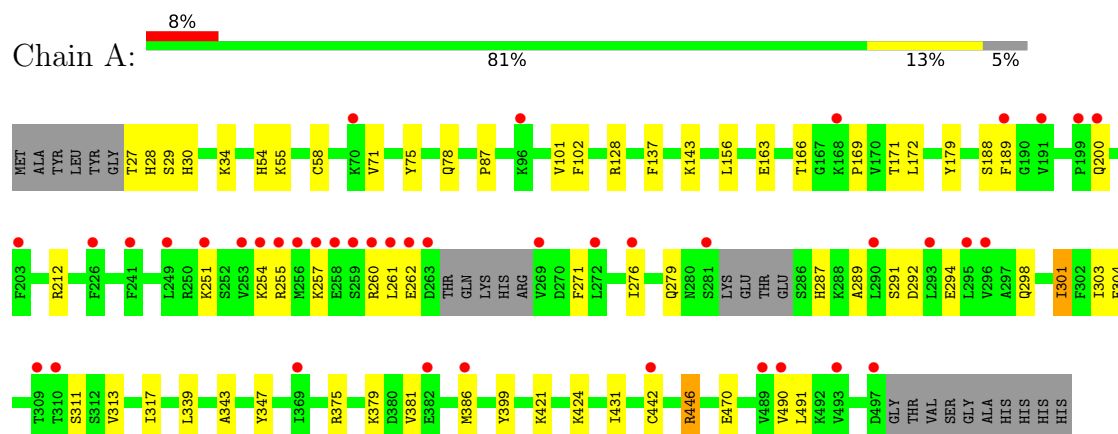 8%
Chain A:
81% 13% 5%
MET ALA TYR LEU TYR GLY T27 H28 S29 H30 K34 H54 K55 C58 K70 V71 Y75 Q78 P87 K96 V101 F102 R128 F137 K143 L156 E163 T166 G167 K168 P169 V170 T171 L172 Y179 S188 F189 G190 V191 P199 Q200
F203 R212 F226 F241 L249 R250 K251 S252 V253 K254 R255 M256 K257 E258 S259 R260 L261 E262 D263 THR GLN LYS HIS ARG V269 D270 F271 L272 I276 Q279 N280 S281 LYS GLU THR GLU S286 H287 K288 A289 L290 S291 D292 L293 E294 L295 V296 A297 Q298 I301 F302 I303
T309 T310 S311 S312 V313 I317 L339 A343 Y347 I369 R375 K379 D380 V381 E382 M386 Y399 K421 K424 I431 C442 R446 E470 V489 V490 L491 K492 V493 D497 GLY THR VAL SER GLY ALA HIS HIS HIS HIS HIS